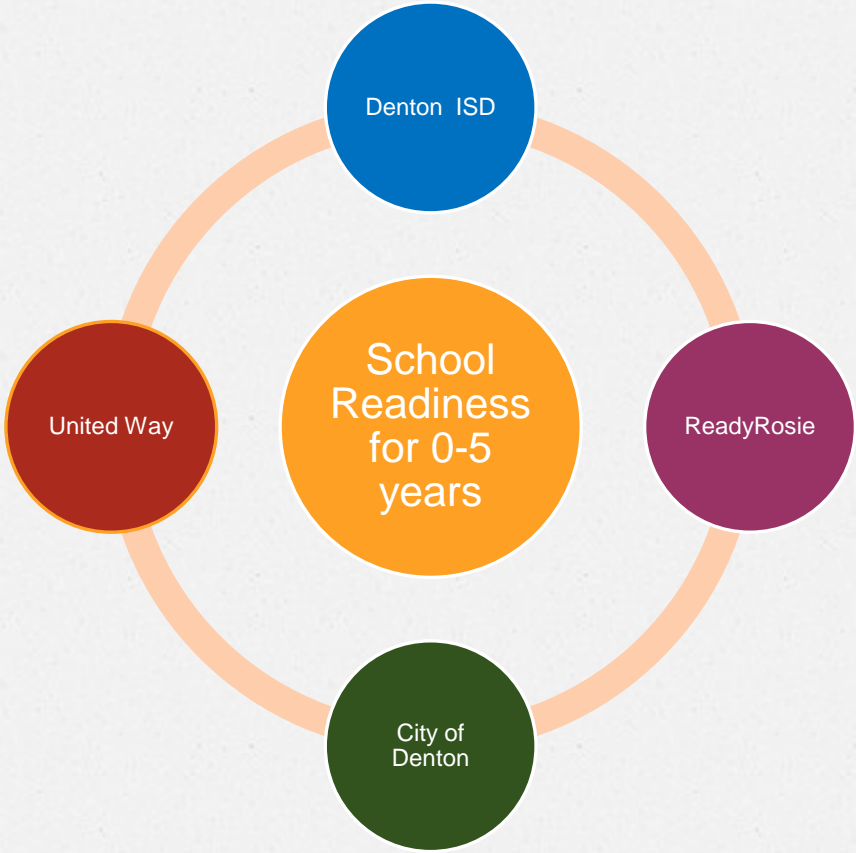 Denton ISD
School
Readiness
for 0-5
years
United Way
ReadyRosie
City of
Denton